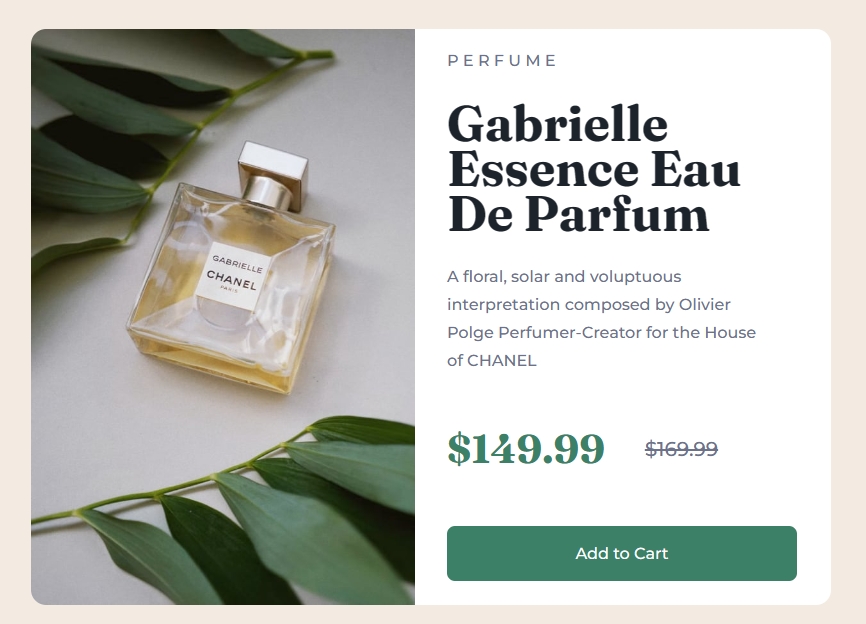 GABRIELLE
CHANEL
PARIS
PERFUME
Gabrielle
Essence Eau
De Parfum
A floral, solar and voluptuous
interpretation composed by Olivier
Polge Perfumer-Creator for the House
of CHANEL
$149.99 $169.99
Add to Cart